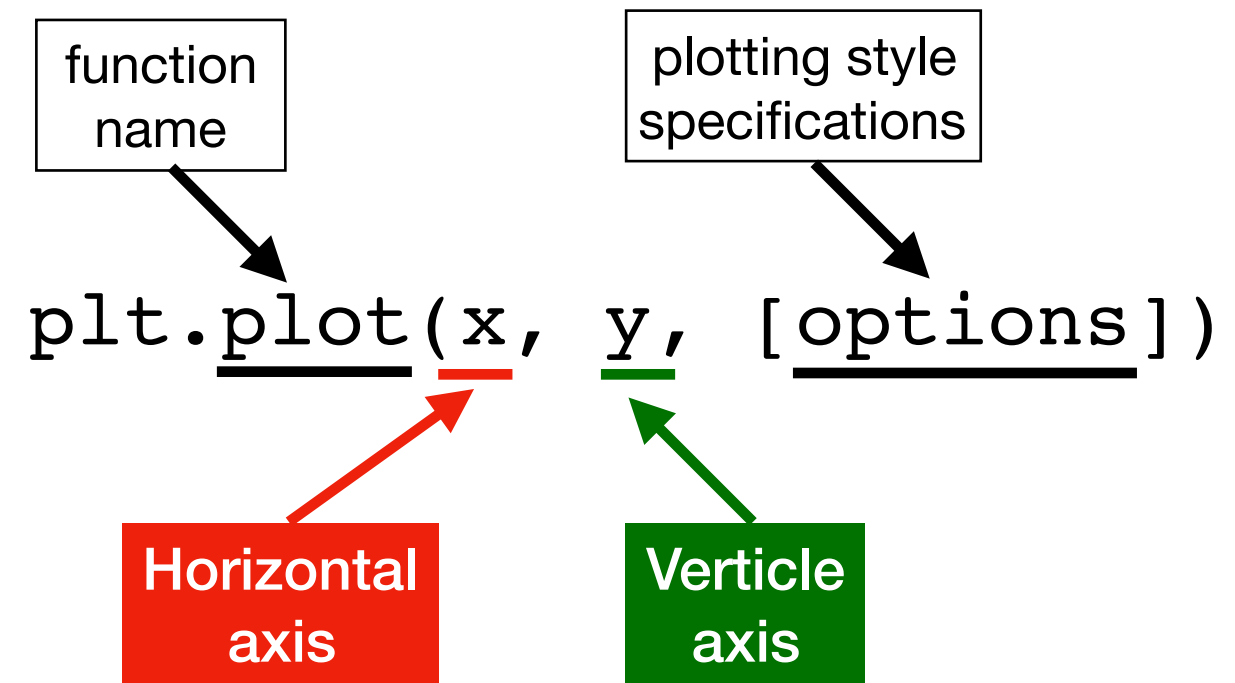 function
name
plotting style
specifications
plt.plot(x, y, [options])
Horizontal
axis
Verticle
axis